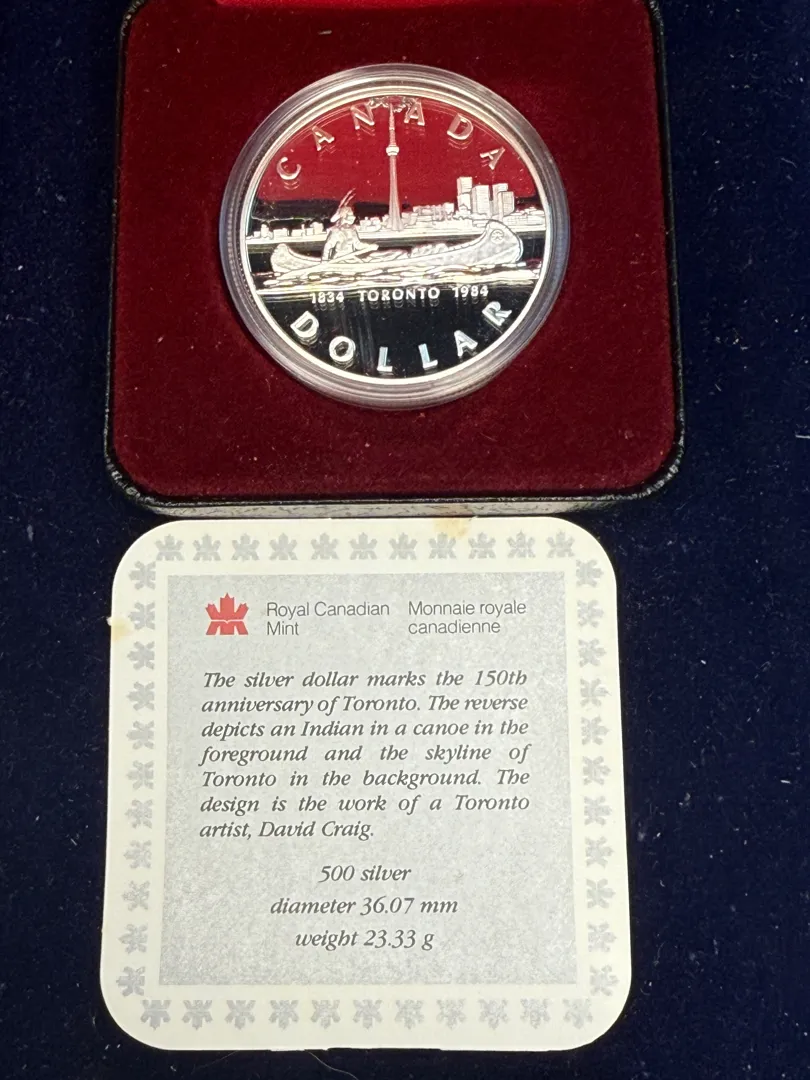 CANADA
1834 TORONTO 1984
DOLLAR
Royal Canadian Mint
Monnaie royale canadienne
The silver dollar marks the 150th
anniversary of Toronto. The reverse
depicts an Indian in a canoe in the
foreground and the skyline of
Toronto in the background. The
design is the work of a Toronto
artist, David Craig.
500 silver
diameter 36.07 mm
weight 23.33 g